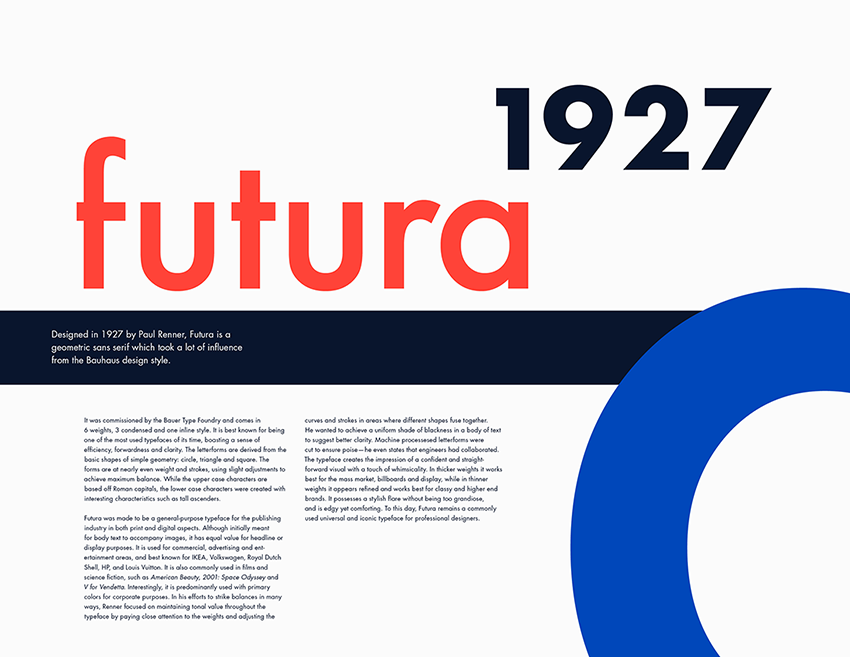 1927
futura
Designed in 1927 by Paul Renner, Futura is a
geometric sans serif which took a lot of influence
from the Bauhaus design style.
It was commissioned by the Bauer Type Foundry and comes in
6 weights, 3 condensed and one inline style. It is best known for being
one of the most used typefaces of its time, boasting a sense of
efficiency, forwardness and clarity. The letterforms are derived from the
basic shapes of simple geometry: circle, triangle and square. The
forms are at nearly even weight and strokes, using slight adjustments to
achieve maximum balance. While the upper case characters are
based off Roman capitals, the lower case characters were created with
interesting characteristics such as tall ascenders.
Futura was made to be a general-purpose typeface for the publishing
industry in both print and digital aspects. Although initially meant
for body text to accompany images, it has equal value for headline or
display purposes. It is used for commercial, advertising and ent-
ertainment areas, and best known for IKEA, Volkswagen, Royal Dutch
Shell, HP, and Louis Vuitton. It is also commonly used in films and
science fiction, such as American Beauty, 2001: Space Odyssey and
V for Vendetta. Interestingly, it is predominantly used with primary
colors for corporate purposes. In his efforts to strike balances in many
ways, Renner focused on maintaining tonal value throughout the
typeface by paying close attention to the weights and adjusting the
curves and strokes in areas where different shapes fuse together.
He wanted to achieve a uniform shade of blackness in a body of text
to suggest better clarity. Machine processesed letterforms were
cut to ensure poise—he even states that engineers had collaborated.
The typeface creates the impression of a confident and straight-
forward visual with a touch of whimsicality. In thicker weights it works
best for the mass market, billboards and display, while in thinner
weights it appears refined and works best for classy and higher end
brands. It possesses a stylish flare without being too grandiose,
and is edgy yet comforting. To this day, Futura remains a commonly
used universal and iconic typeface for professional designers.